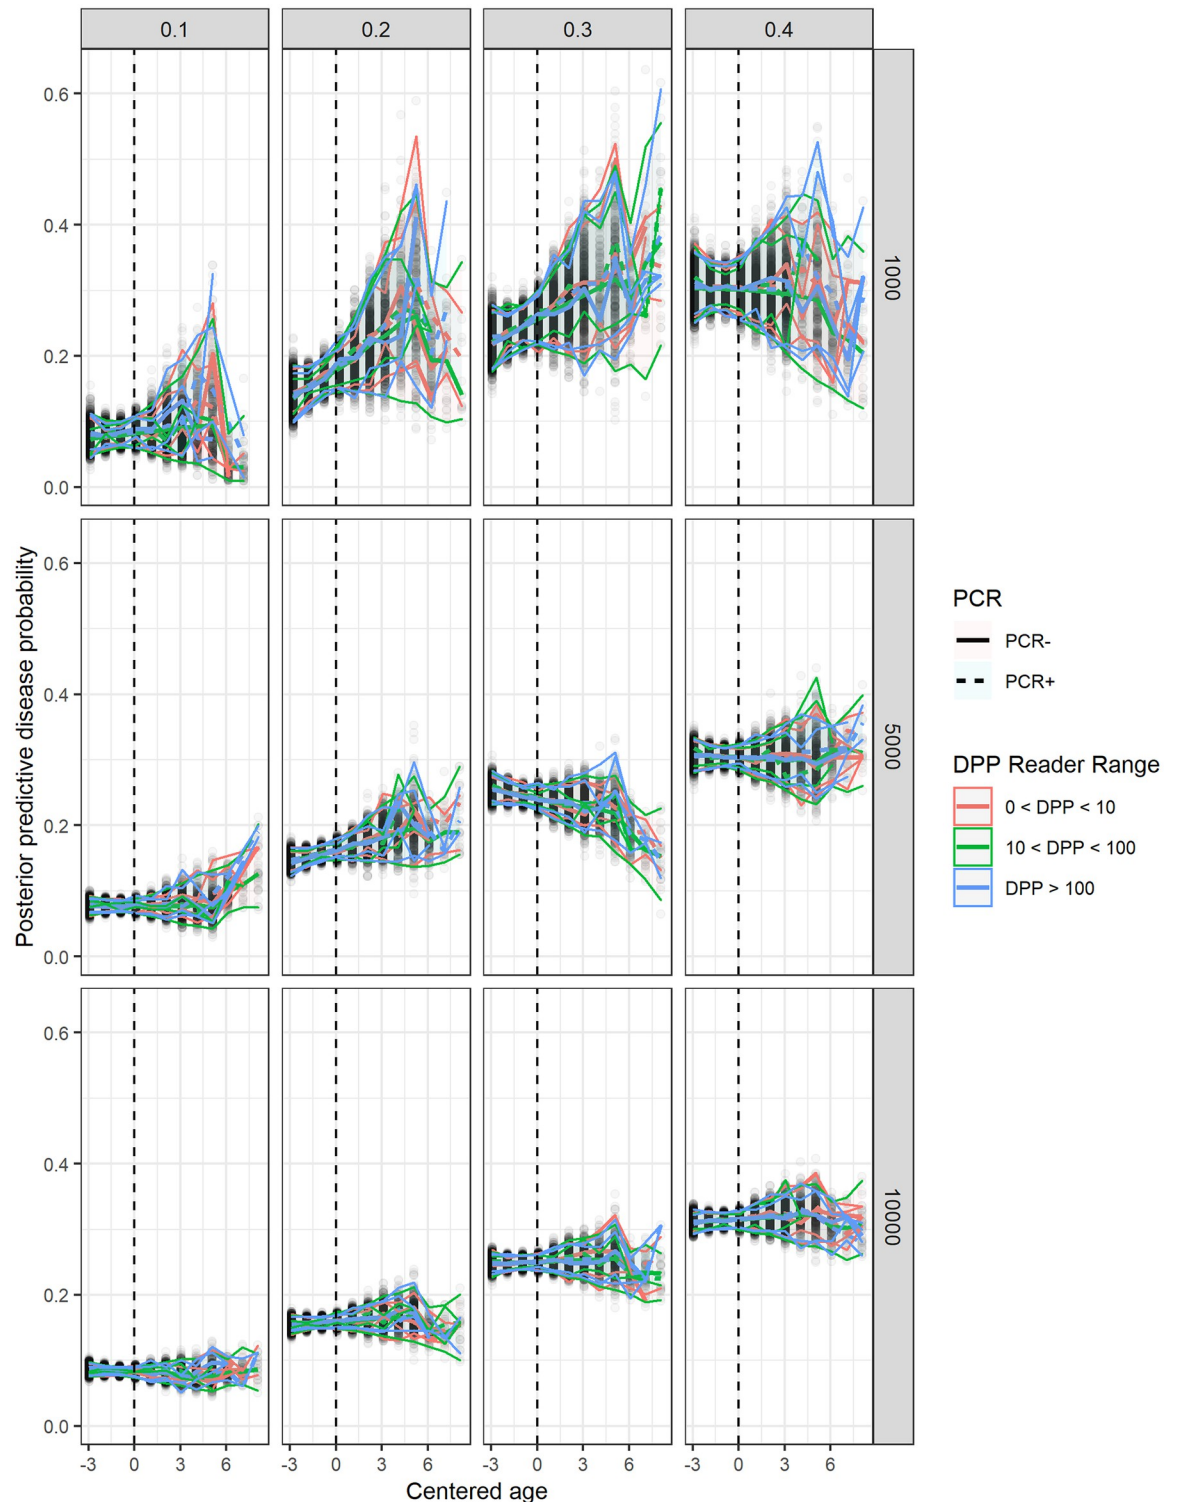 0.1 0.2 0.3 0.4
0.6
0.4
0.2
0.0
1000
Posterior predictive disease probability
0.6
0.4
0.2
0.0
5000
0.6
0.4
0.2
0.0
10000
-3 0 3 6 -3 0 3 6 -3 0 3 6 -3 0 3 6
Centered age
PCR
PCR-
PCR+
DPP Reader Range
0 < DPP < 10
10 < DPP < 100
DPP > 100